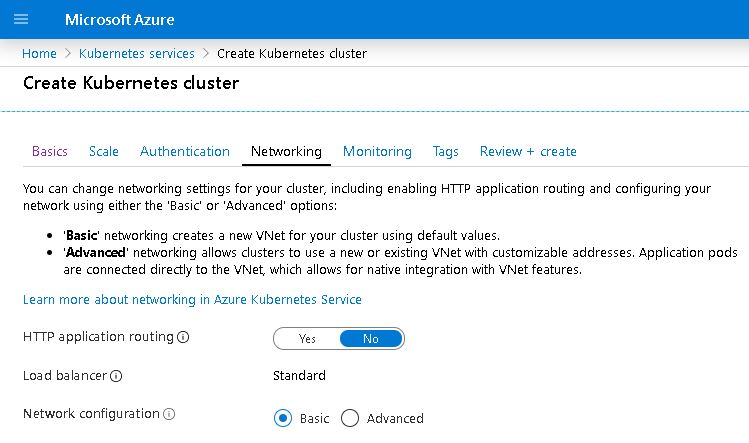 Microsoft Azure
Home > Kubernetes services > Create Kubernetes cluster
Create Kubernetes cluster
Basics Scale Authentication Networking Monitoring Tags Review + create
You can change networking settings for your cluster, including enabling HTTP application routing and configuring your
network using either the 'Basic' or 'Advanced' options:
• 'Basic' networking creates a new VNet for your cluster using default values.
• 'Advanced' networking allows clusters to use a new or existing VNet with customizable addresses. Application pods
are connected directly to the VNet, which allows for native integration with VNet features.
Learn more about networking in Azure Kubernetes Service
HTTP application routing Yes No
Load balancer Standard
Network configuration Basic Advanced